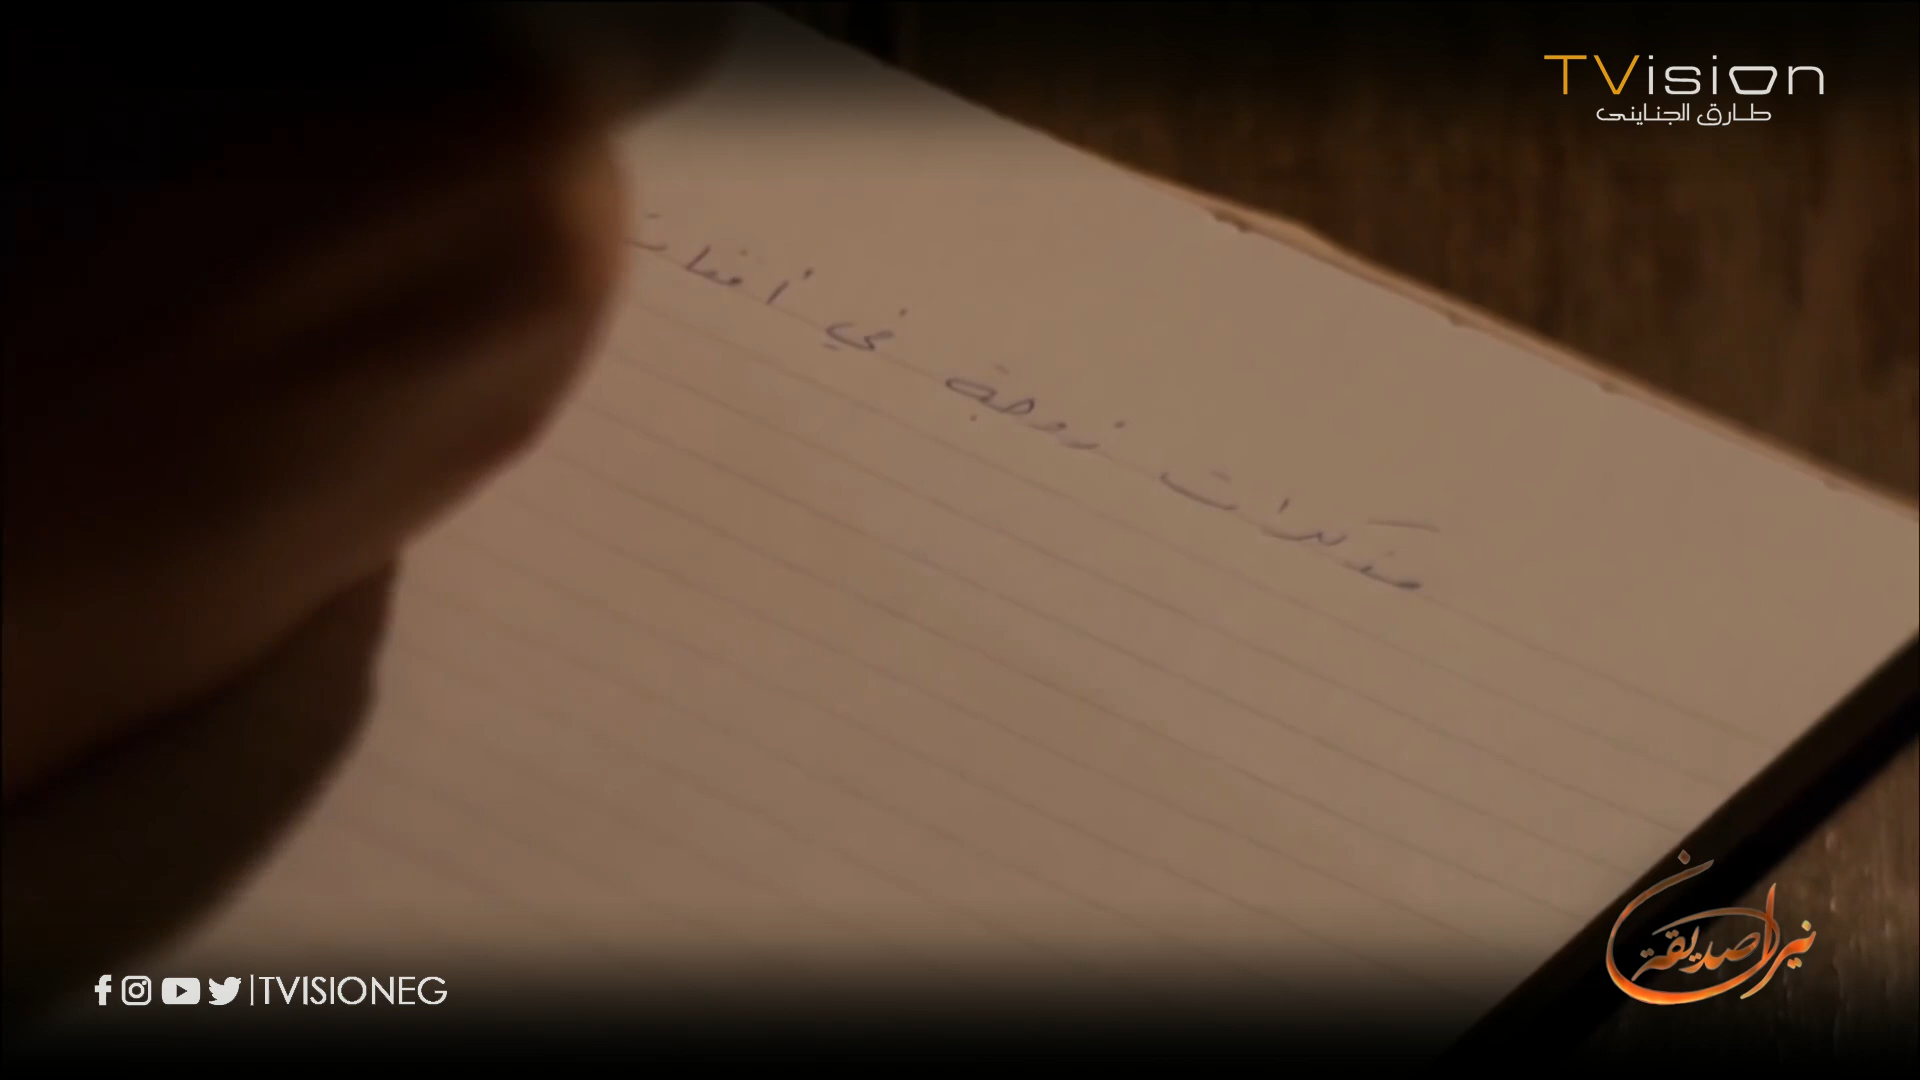 TVision
طارق الجنايني
مذكرات زوجة في
نيران صديقة
TVISIONEG